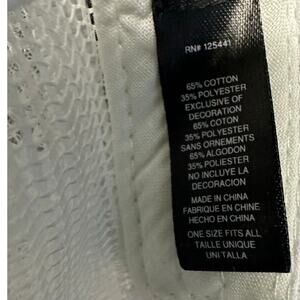 RN# 125441
65% COTTON
35% POLYESTER
EXCLUSIVE OF
DECORATION
65% COTON
35% POLYESTER
SANS ORNEMENTS
65% ALGODON
35% POLIESTER
NO INCLUYE LA
DECORACION
MADE IN CHINA
FABRIQUE EN CHINE
HECHO EN CHINA
ONE SIZE FITS ALL
TAILLE UNIQUE
UNITALLA